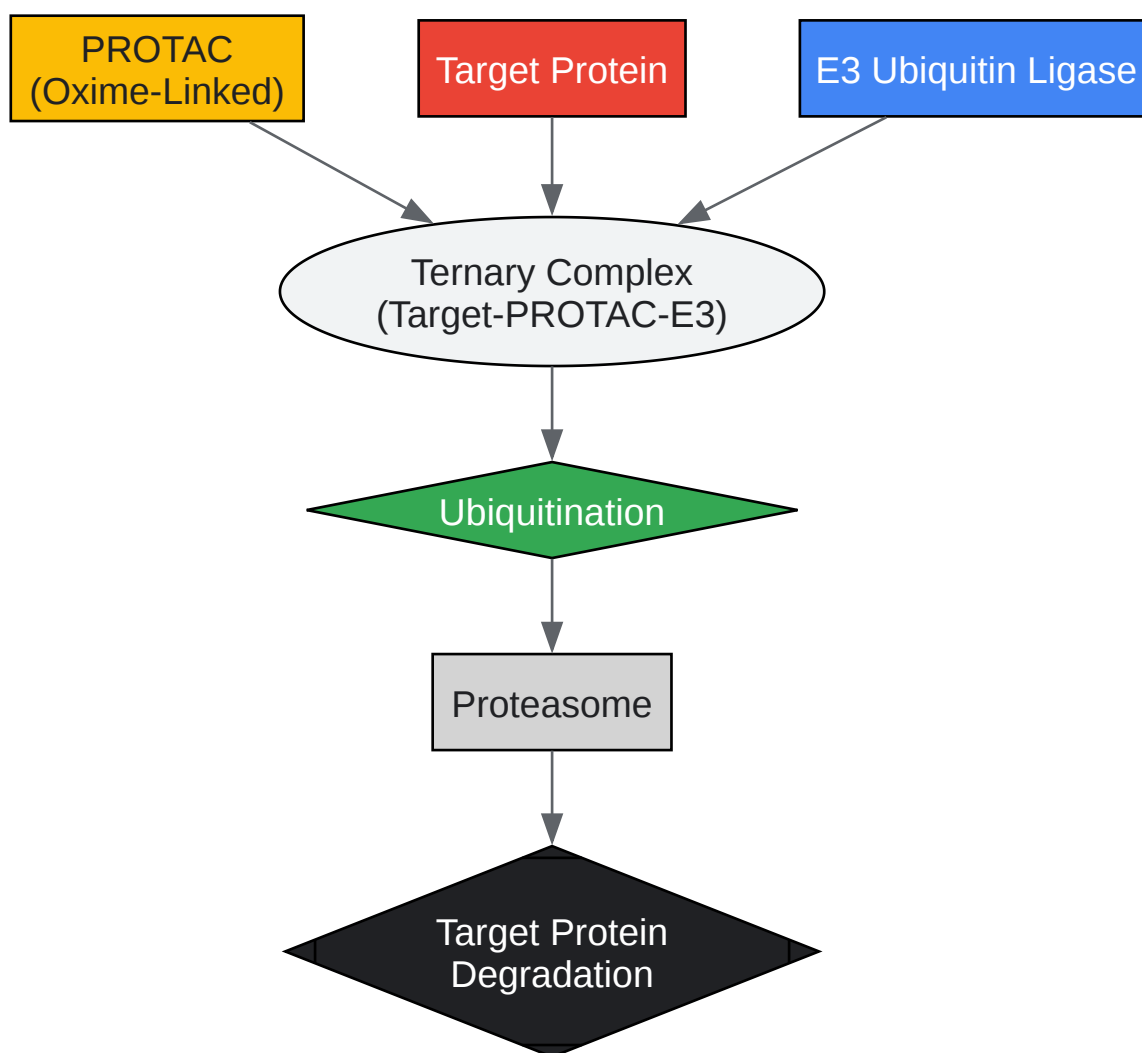 PROTAC
(Oxime-Linked)
Target Protein
E3 Ubiquitin Ligase
Ternary Complex
(Target-PROTAC-E3)
Ubiquitination
Proteasome
Target Protein
Degradation